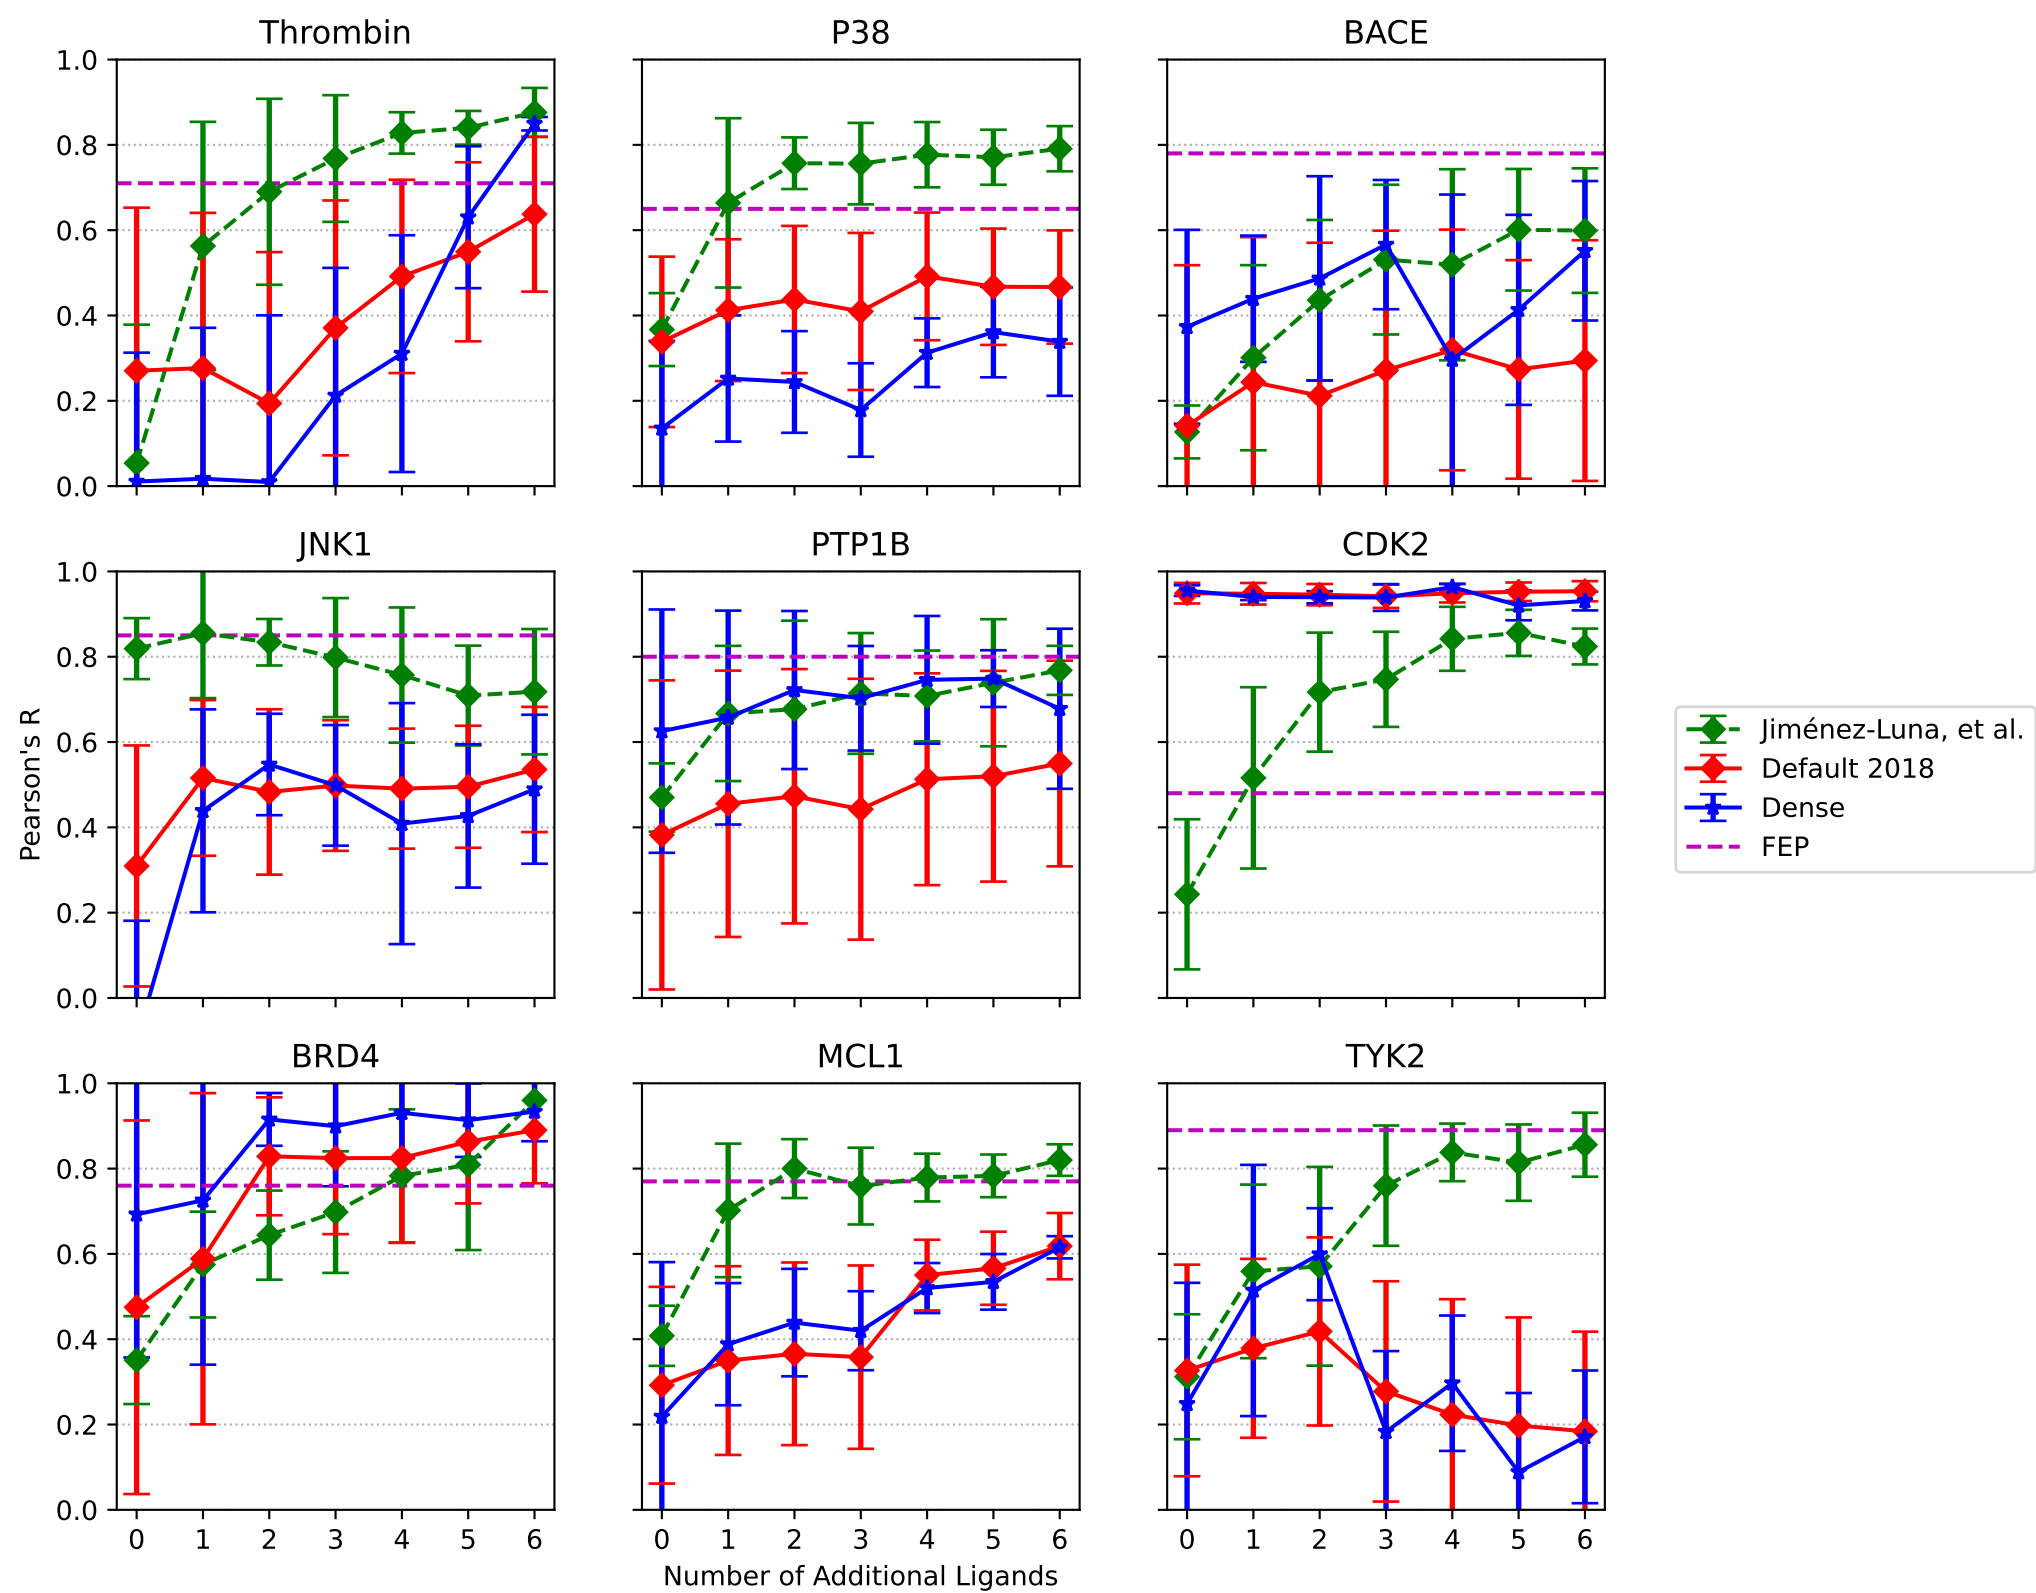 Thrombin
P38
BACE
1.0
0.8
0.6
0.4
0.2
0.0
JNK1
PTP1B
CDK2
1.0
0.8
0.6
0.4
0.2
0.0
Pearson's R
Jiménez-Luna, et al.
Default 2018
Dense
FEP
BRD4
MCL1
TYK2
1.0
0.8
0.6
0.4
0.2
0.0
0 1 2 3 4 5 6
0 1 2 3 4 5 6
0 1 2 3 4 5 6
Number of Additional Ligands